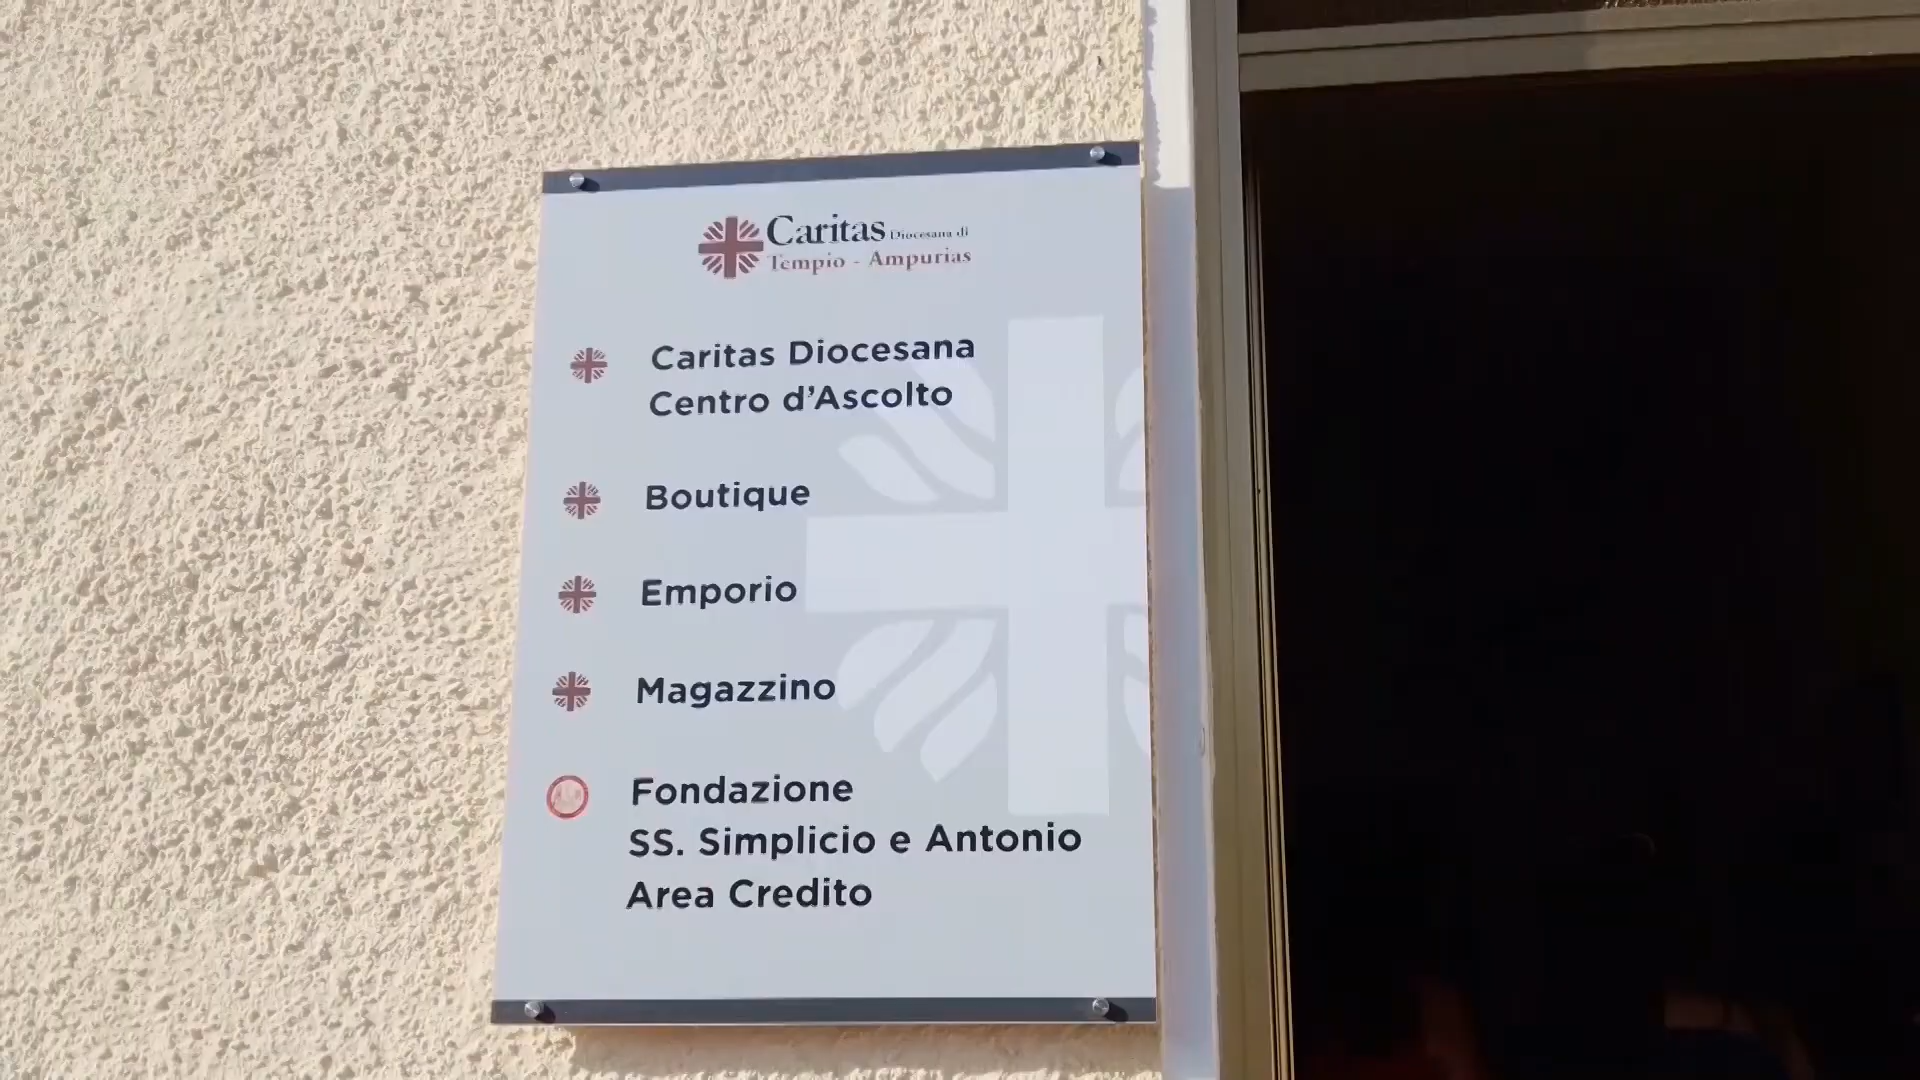 Caritas Diocesana di
Tempio - Ampurias
Caritas Diocesana
Centro d'Ascolto
Boutique
Emporio
Magazzino
Fondazione
SS. Simplicio e Antonio
Area Credito